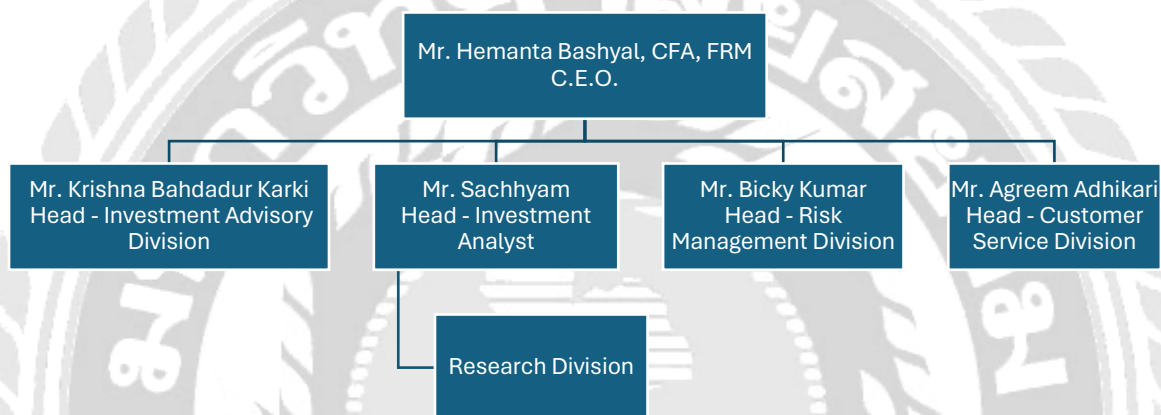 Mr. Hemanta Bashyal, CFA, FRM
C.E.O.
Mr. Krishna Bahdadur Karki
Head - Investment Advisory
Division
Mr. Sachhyam
Head - Investment
Analyst
Mr. Bicky Kumar
Head - Risk
Management Division
Mr. Agreem Adhikari
Head - Customer
Service Division
Research Division